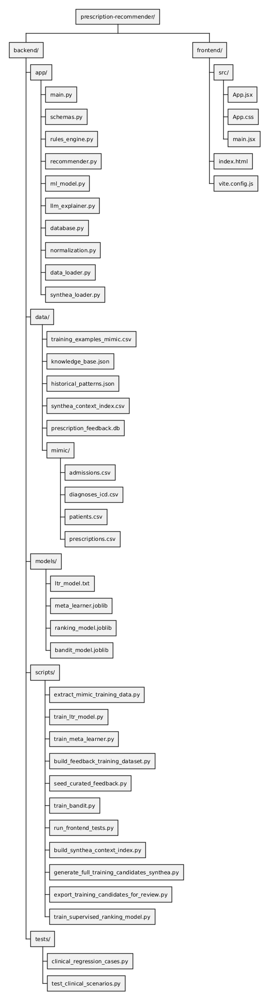 prescription-recommender/
backend/
app/
main.py
schemas.py
rules_engine.py
recommender.py
ml_model.py
llm_explainer.py
database.py
normalization.py
data_loader.py
synthea_loader.py
data/
training_examples_mimic.csv
knowledge_base.json
historical_patterns.json
synthea_context_index.csv
prescription_feedback.db
mimic/
admissions.csv
diagnoses_icd.csv
patients.csv
prescriptions.csv
models/
ltr_model.txt
meta_learner.joblib
ranking_model.joblib
bandit_model.joblib
scripts/
extract_mimic_training_data.py
train_ltr_model.py
train_meta_learner.py
build_feedback_training_dataset.py
seed_curated_feedback.py
train_bandit.py
run_frontend_tests.py
build_synthea_context_index.py
generate_full_training_candidates_synthea.py
export_training_candidates_for_review.py
train_supervised_ranking_model.py
tests/
clinical_regression_cases.py
test_clinical_scenarios.py
frontend/
src/
App.jsx
App.css
main.jsx
index.html
vite.config.js